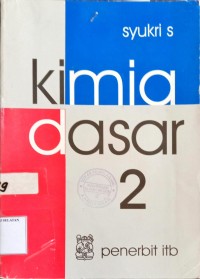 syukri s
kimia
dasar
2
penerbit itb